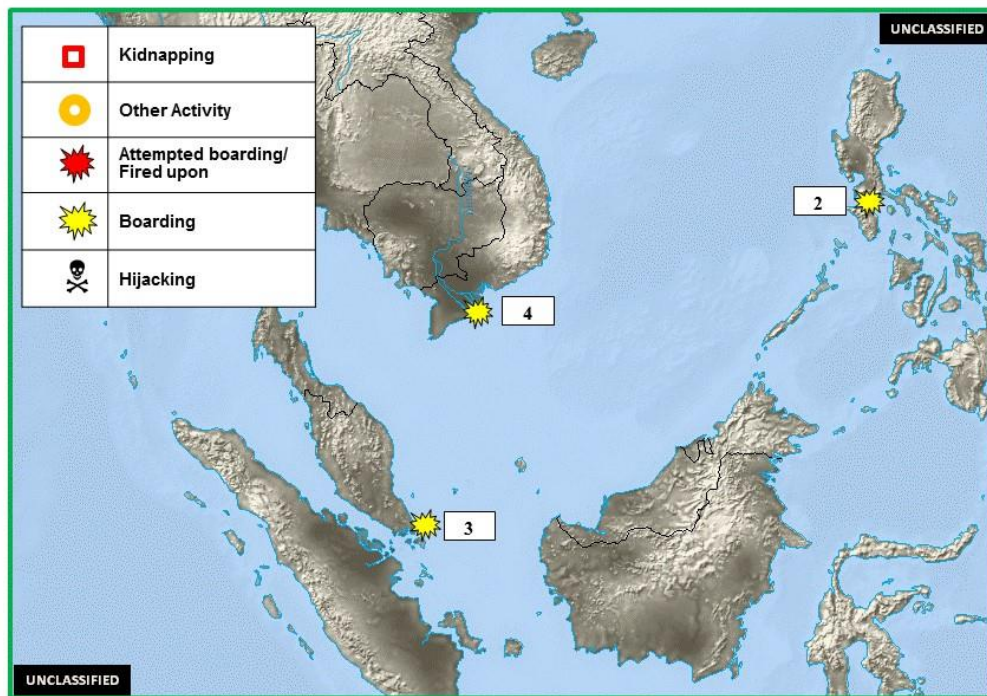 UNCLASSIFIED
Kidnapping
Other Activity
Attempted boarding/
Fired upon
Boarding
Hijacking
2
4
3
UNCLASSIFIED